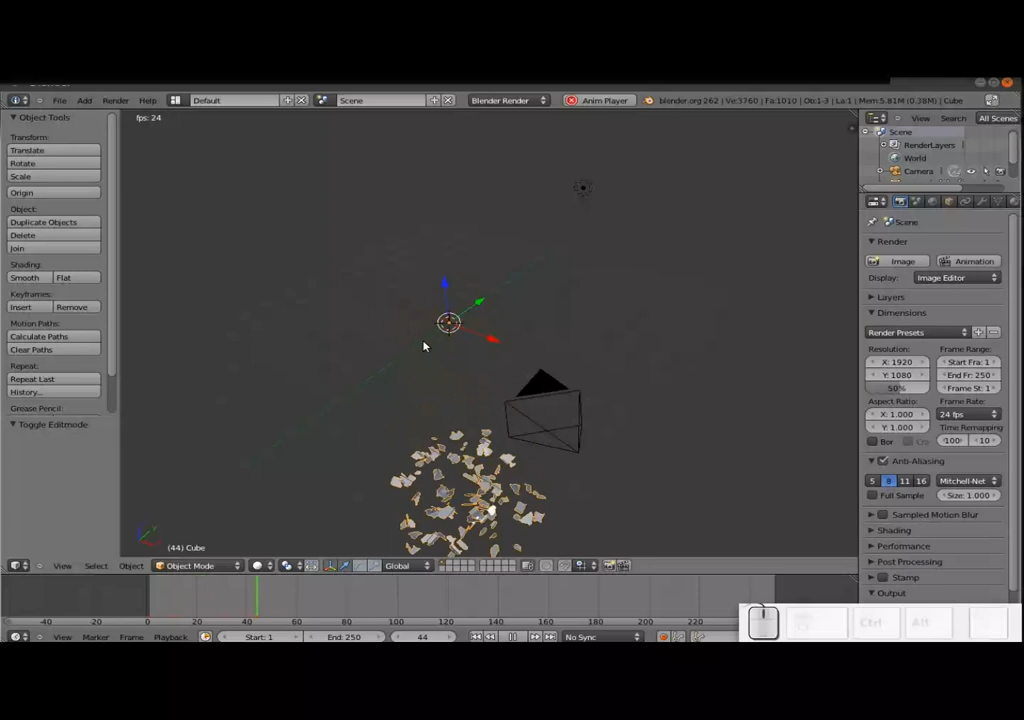 File Add Render Help Default Scene Blender Render Anim Player blender.org 262 | Ve:3760 | Fa:1010 | Ob:1-3 | La:1 | Mem:5.81M (0.38M) | Cube
Object Tools
Transform:
Translate
Rotate
Scale
Origin
Object:
Duplicate Objects
Delete
Join
Shading:
Smooth Flat
Keyframes:
Insert Remove
Motion Paths:
Calculate Paths
Clear Paths
Repeat:
Repeat Last
History...
Grease Pencil:
Toggle Editmode
fps: 24
(44) Cube
View Search All Scenes
Scene
RenderLayers
World
Camera
Scene
Render
Image Animation
Display: Image Editor
Layers
Dimensions
Render Presets
Resolution: Frame Range:
X: 1920 Start Fra: 1
Y: 1080 End Fr: 250
50% Frame St: 1
Aspect Ratio: Frame Rate:
X: 1.000 24 fps
Y: 1.000 Time Remapping
Bor Cro 100 10
Anti-Aliasing
5 8 11 16 Mitchell-Net
Full Sample Size: 1.000
Sampled Motion Blur
Shading
Performance
Post Processing
Stamp
Output
View Select Object Object Mode Global
-40 -20 0 20 40 60 80 100 120 140 160 180 200 220
View Marker Frame Playback Start: 1 End: 250 44 No Sync
Ctrl Alt